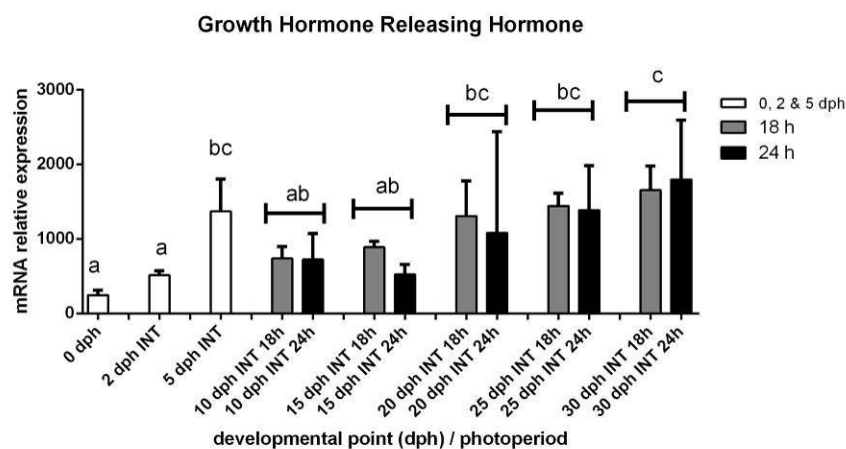 Growth Hormone Releasing Hormone
mRNA relative expression
3000
2000
1000
0
a
a
bc
ab
ab
bc
bc
c
0, 2 & 5 dph
18 h
24 h
0 dph
2 dph INT
5 dph INT
10 dph INT 18h
10 dph INT 24h
15 dph INT 18h
15 dph INT 24h
20 dph INT 18h
20 dph INT 24h
25 dph INT 18h
25 dph INT 24h
30 dph INT 18h
30 dph INT 24h
developmental point (dph) / photoperiod